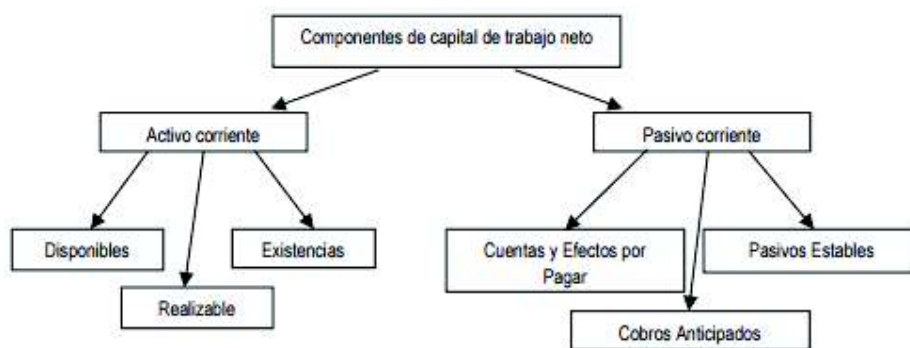 Componentes de capital de trabajo neto
Activo corriente
Pasivo corriente
Disponibles
Existencias
Realizable
Cuentas y Efectos por
Pagar
Pasivos Estables
Cobros Anticipados